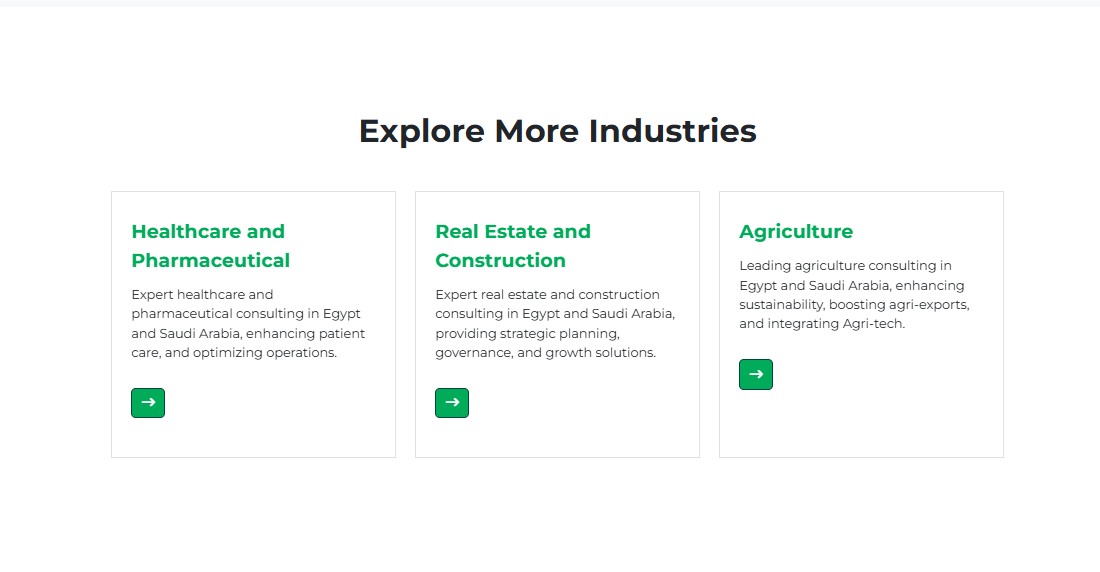 Explore More Industries
Healthcare and
Pharmaceutical
Expert healthcare and
pharmaceutical consulting in Egypt
and Saudi Arabia, enhancing patient
care, and optimizing operations.
→
Real Estate and
Construction
Expert real estate and construction
consulting in Egypt and Saudi Arabia,
providing strategic planning,
governance, and growth solutions.
→
Agriculture
Leading agriculture consulting in
Egypt and Saudi Arabia, enhancing
sustainability, boosting agri-exports,
and integrating Agri-tech.
→